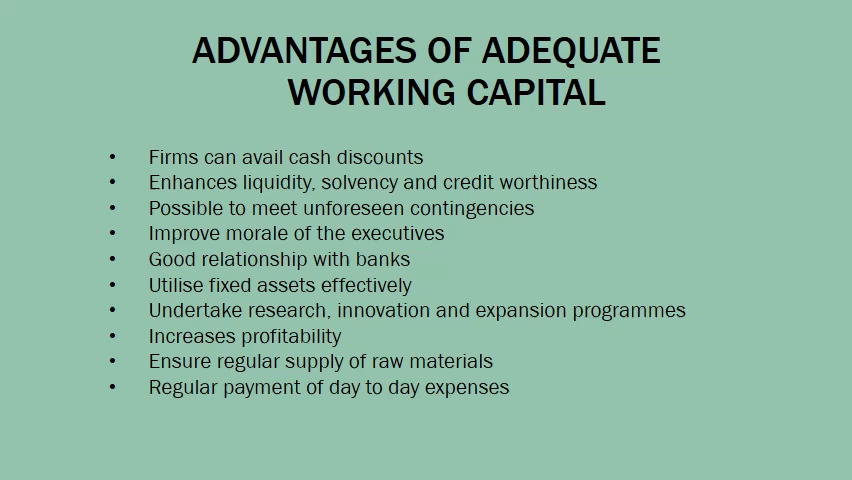 ADVANTAGES OF ADEQUATE
WORKING CAPITAL
• Firms can avail cash discounts
• Enhances liquidity, solvency and credit worthiness
• Possible to meet unforeseen contingencies
• Improve morale of the executives
• Good relationship with banks
• Utilise fixed assets effectively
• Undertake research, innovation and expansion programmes
• Increases profitability
• Ensure regular supply of raw materials
• Regular payment of day to day expenses